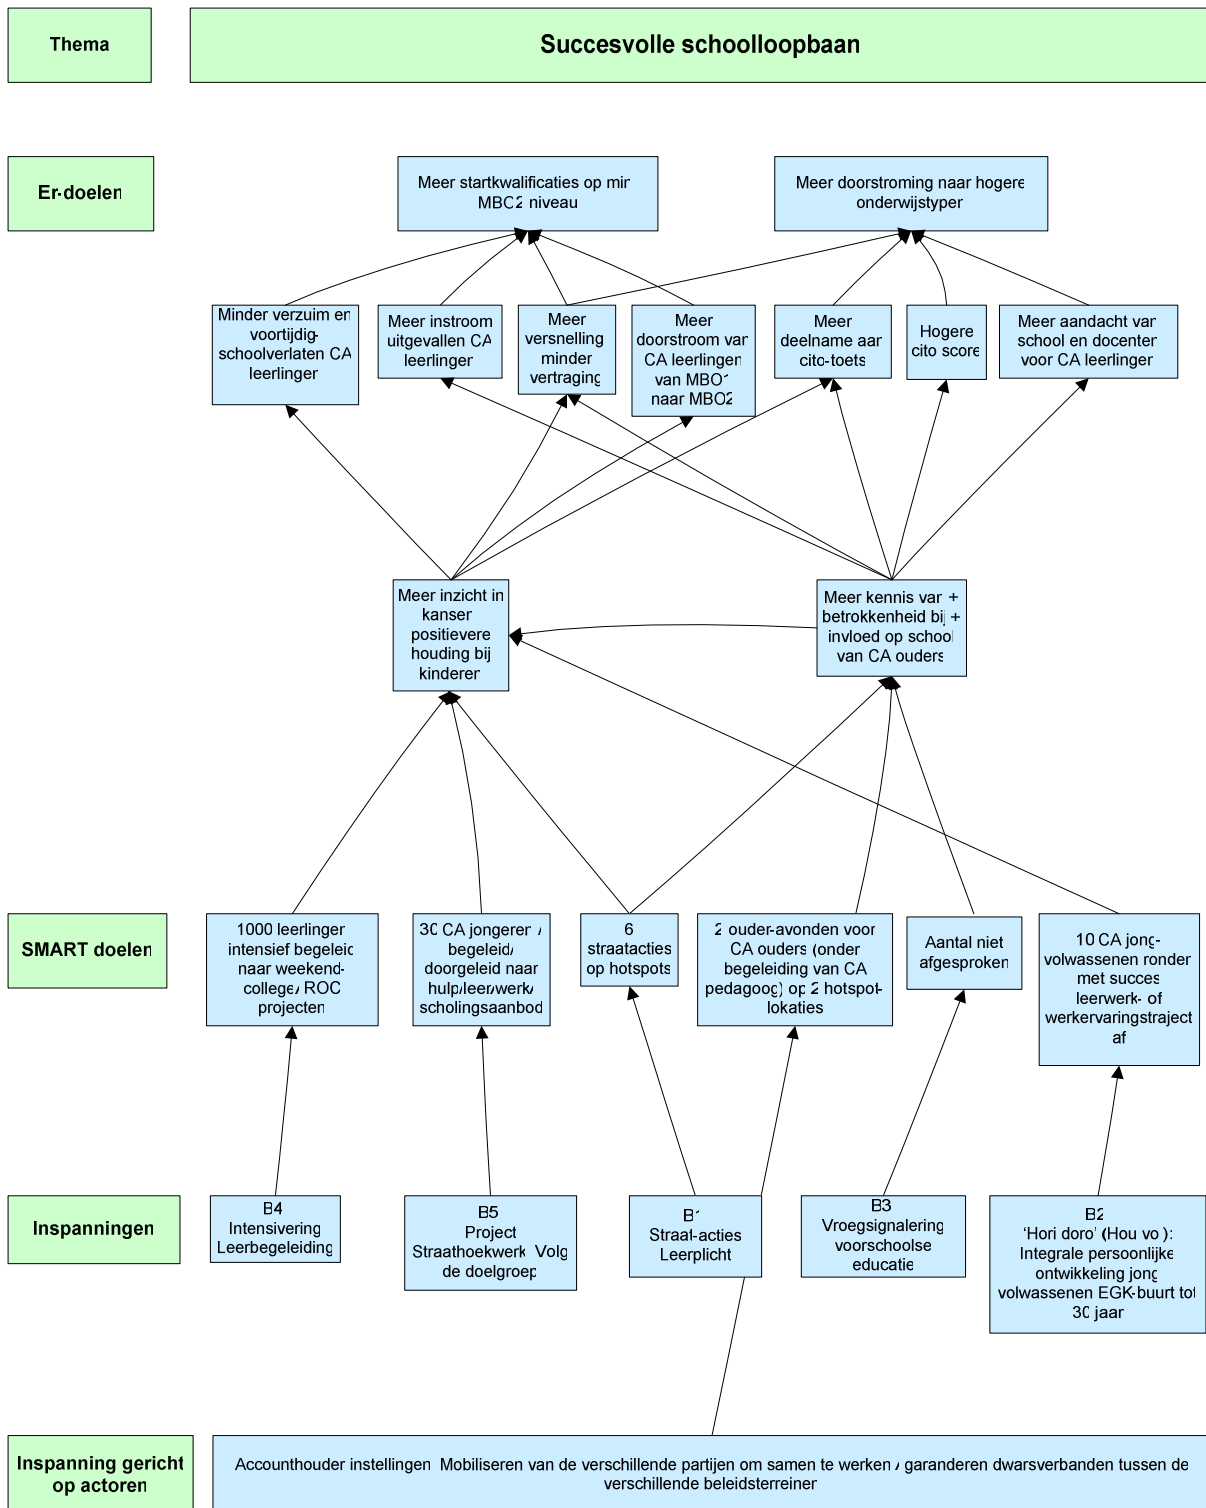 Thema
Succesvolle schoolloopbaan
Er-doelen
Meer startkwalificaties op min
MBO2 niveau
Meer doorstroming naar hogere
onderwijstypen
Minder verzuim en
voortijdig-
schoolverlaten CA
leerlingen
Meer instroom
uitgevallen CA
leerlingen
Meer
versnelling,
minder
vertraging
Meer
doorstroom van
CA leerlingen
van MBO1
naar MBO2
Meer
deelname aan
cito-toets
Hogere
cito score
Meer aandacht van
school en docenten
voor CA leerlingen
Meer inzicht in
kansen,
positievere
houding bij
kinderen
Meer kennis van +
betrokkenheid bij +
invloed op school
van CA ouders
SMART doelen
1000 leerlingen
intensief begeleid
naar weekend-
college/ ROC
projecten
30 CA jongeren /
begeleid/
doorgeleid naar
hulp/leer/werk/
scholingsaanbod
6
straatacties
op hotspots
2 ouder-avonden voor
CA ouders (onder
begeleiding van CA
pedagoog) op 2 hotspot-
lokaties
Aantal niet
afgesproken
10 CA jong-
volwassenen ronden
met succes
leerwerk- of
werkervaringstraject
af
Inspanningen
B4
Intensivering
Leerbegeleiding
B5
Project
Straathoekwerk: Volg
de doelgroep
B1
Straat-acties
Leerplicht
B3
Vroegsignalering
voorschoolse
educatie
B2
‘Hori doro’ (Hou vol):
Integrale persoonlijke
ontwikkeling jong
volwassenen EGK-buurt tot
30 jaar
Inspanning gericht
op actoren
Accounthouder instellingen: Mobiliseren van de verschillende partijen om samen te werken / garanderen dwarsverbanden tussen de
verschillende beleidsterreinen